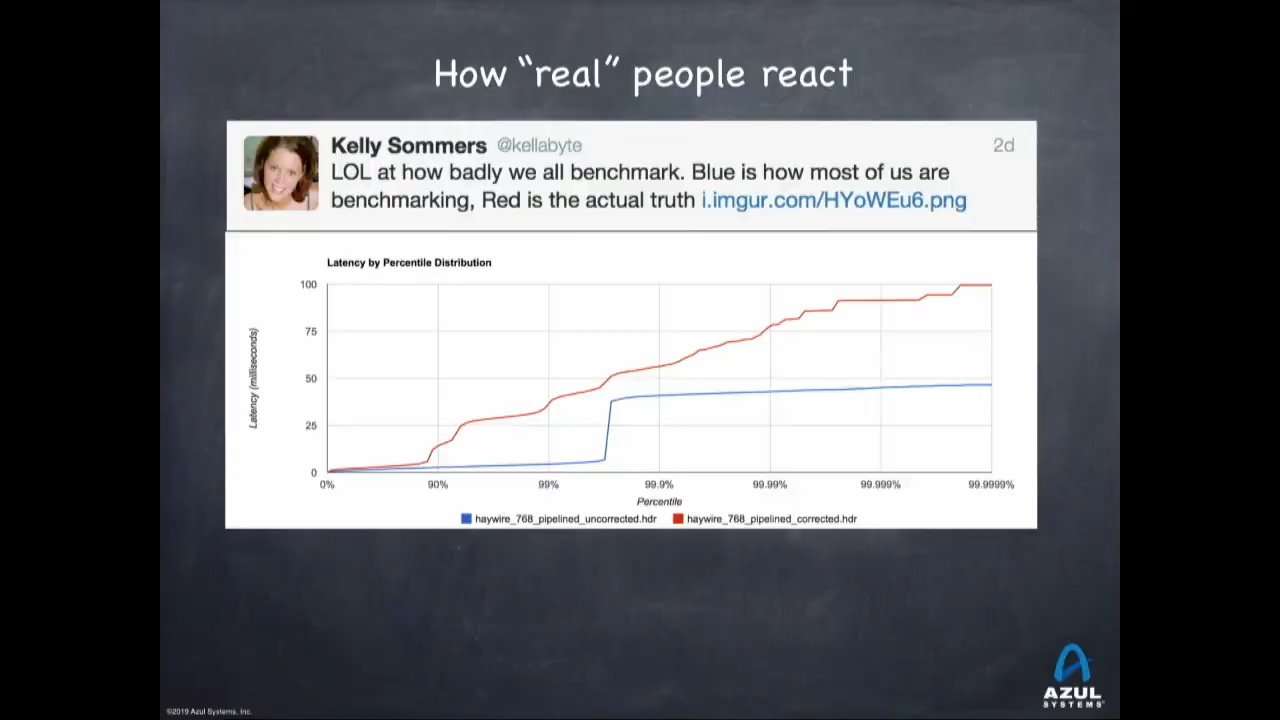 How “real” people react
Kelly Sommers @kellabyte 2d
LOL at how badly we all benchmark. Blue is how most of us are
benchmarking, Red is the actual truth i.imgur.com/HYoWEu6.png
Latency by Percentile Distribution
100
75
50
25
0
Latency (milliseconds)
0% 90% 99% 99.9% 99.99% 99.999% 99.9999%
Percentile
haywire_768_pipelined_uncorrected.hdr haywire_768_pipelined_corrected.hdr
AZUL
SYSTEMS
©2019 Azul Systems, Inc.